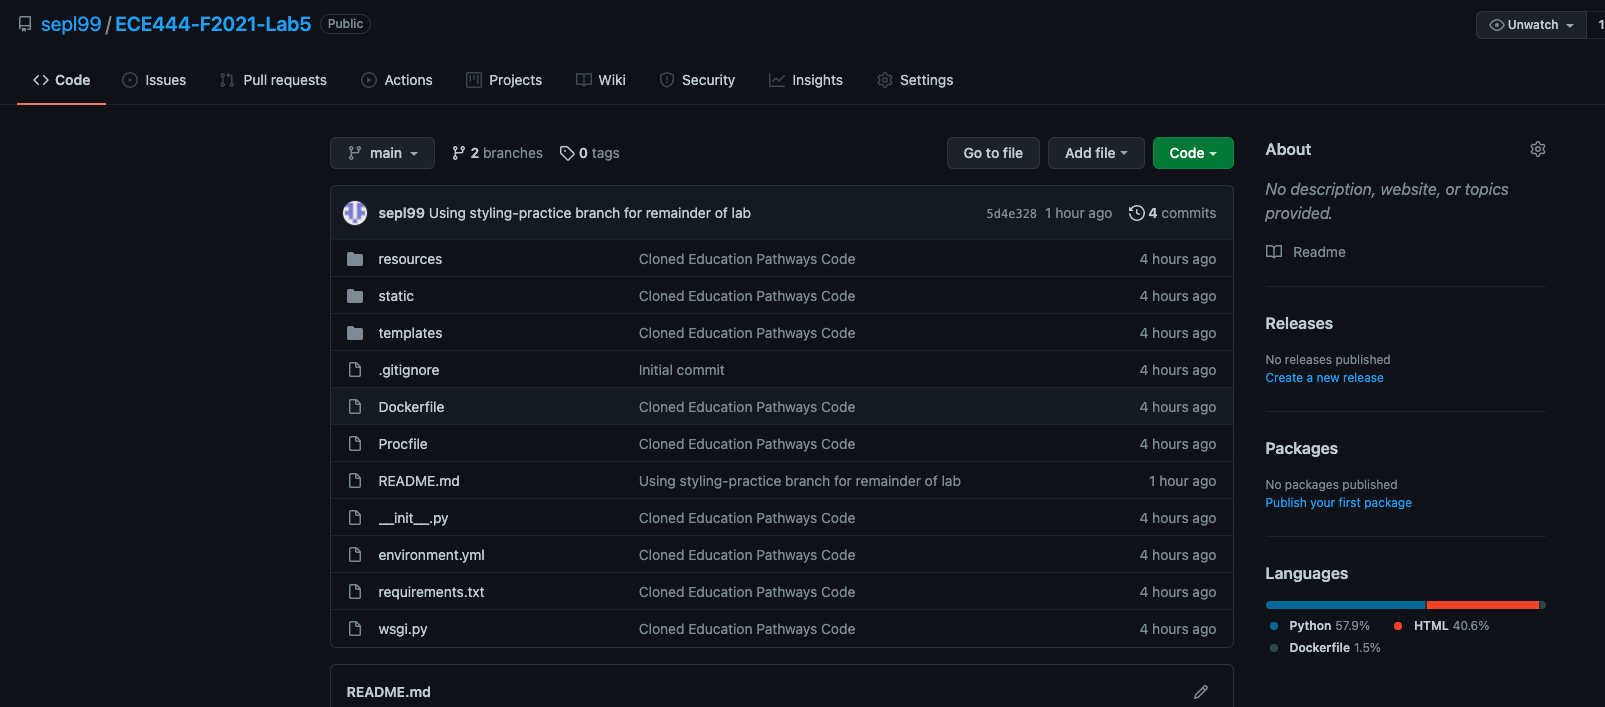 sepl99 / ECE444-F2021-Lab5 Public
Unwatch 1
Code Issues Pull requests Actions Projects Wiki Security Insights Settings
main 2 branches 0 tags Go to file Add file Code
sepl99 Using styling-practice branch for remainder of lab 5d4e328 1 hour ago 4 commits
resources Cloned Education Pathways Code 4 hours ago
static Cloned Education Pathways Code 4 hours ago
templates Cloned Education Pathways Code 4 hours ago
.gitignore Initial commit 4 hours ago
Dockerfile Cloned Education Pathways Code 4 hours ago
Procfile Cloned Education Pathways Code 4 hours ago
README.md Using styling-practice branch for remainder of lab 1 hour ago
__init__.py Cloned Education Pathways Code 4 hours ago
environment.yml Cloned Education Pathways Code 4 hours ago
requirements.txt Cloned Education Pathways Code 4 hours ago
wsgi.py Cloned Education Pathways Code 4 hours ago
README.md
About
No description, website, or topics
provided.
Readme
Releases
No releases published
Create a new release
Packages
No packages published
Publish your first package
Languages
Python 57.9% HTML 40.6%
Dockerfile 1.5%